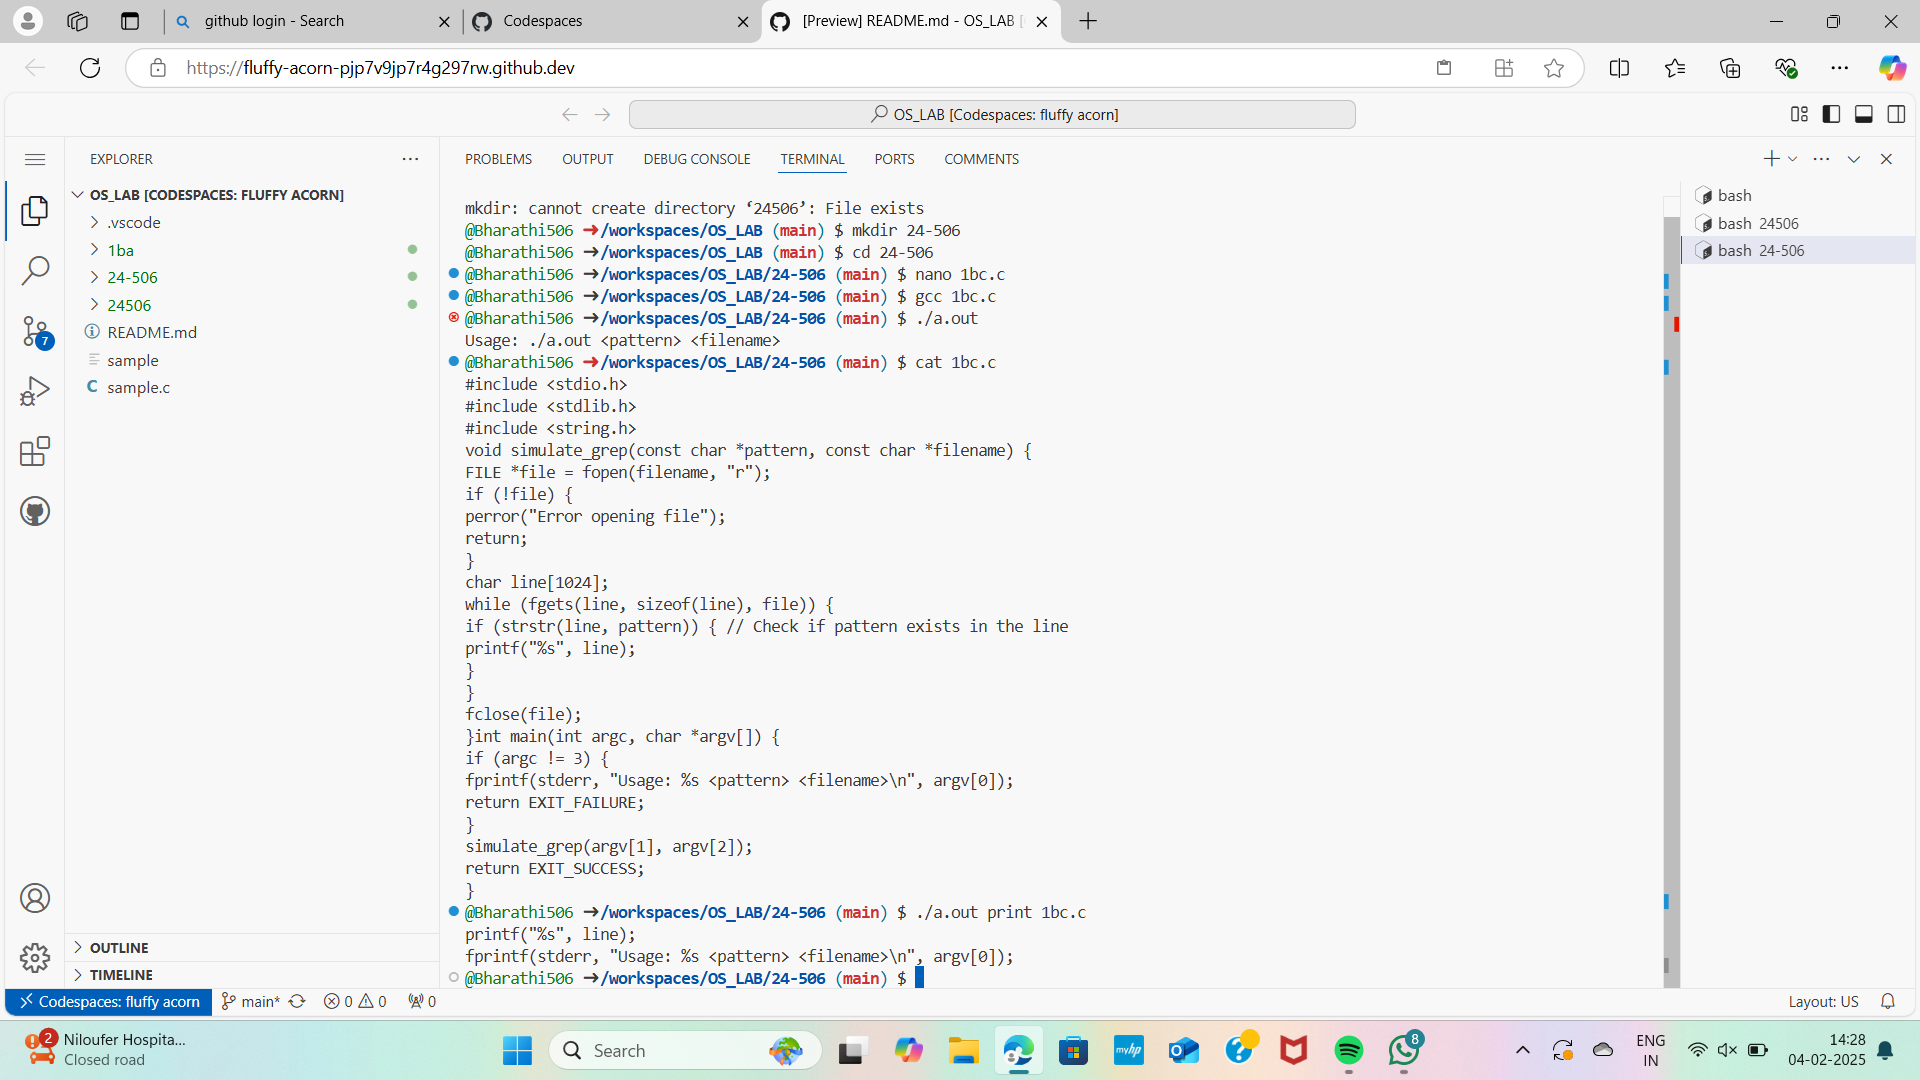 github login - Search
Codespaces
[Preview] README.md - OS_LAB [
https://fluffy-acorn-pjp7v9jp7r4g297rw.github.dev
OS_LAB [Codespaces: fluffy acorn]
EXPLORER
OS_LAB [CODESPACES: FLUFFY ACORN]
.vscode
1ba
24-506
24506
README.md
sample
C sample.c
7
OUTLINE
TIMELINE
PROBLEMS OUTPUT DEBUG CONSOLE TERMINAL PORTS COMMENTS
mkdir: cannot create directory ‘24506’: File exists
@Bharathi506 ➜/workspaces/OS_LAB (main) $ mkdir 24-506
@Bharathi506 ➜/workspaces/OS_LAB (main) $ cd 24-506
@Bharathi506 ➜/workspaces/OS_LAB/24-506 (main) $ nano 1bc.c
@Bharathi506 ➜/workspaces/OS_LAB/24-506 (main) $ gcc 1bc.c
@Bharathi506 ➜/workspaces/OS_LAB/24-506 (main) $ ./a.out
Usage: ./a.out <pattern> <filename>
@Bharathi506 ➜/workspaces/OS_LAB/24-506 (main) $ cat 1bc.c
#include <stdio.h>
#include <stdlib.h>
#include <string.h>
void simulate_grep(const char *pattern, const char *filename) {
FILE *file = fopen(filename, "r");
if (!file) {
perror("Error opening file");
return;
}
char line[1024];
while (fgets(line, sizeof(line), file)) {
if (strstr(line, pattern)) { // Check if pattern exists in the line
printf("%s", line);
}
}
fclose(file);
}int main(int argc, char *argv[]) {
if (argc != 3) {
fprintf(stderr, "Usage: %s <pattern> <filename>\n", argv[0]);
return EXIT_FAILURE;
}
simulate_grep(argv[1], argv[2]);
return EXIT_SUCCESS;
}
@Bharathi506 ➜/workspaces/OS_LAB/24-506 (main) $ ./a.out print 1bc.c
printf("%s", line);
fprintf(stderr, "Usage: %s <pattern> <filename>\n", argv[0]);
@Bharathi506 ➜/workspaces/OS_LAB/24-506 (main) $
bash
bash 24506
bash 24-506
Codespaces: fluffy acorn
main*
0 0
0
Layout: US
2
Niloufer Hospita...
Closed road
Search
myhp
8
ENG
IN
14:28
04-02-2025